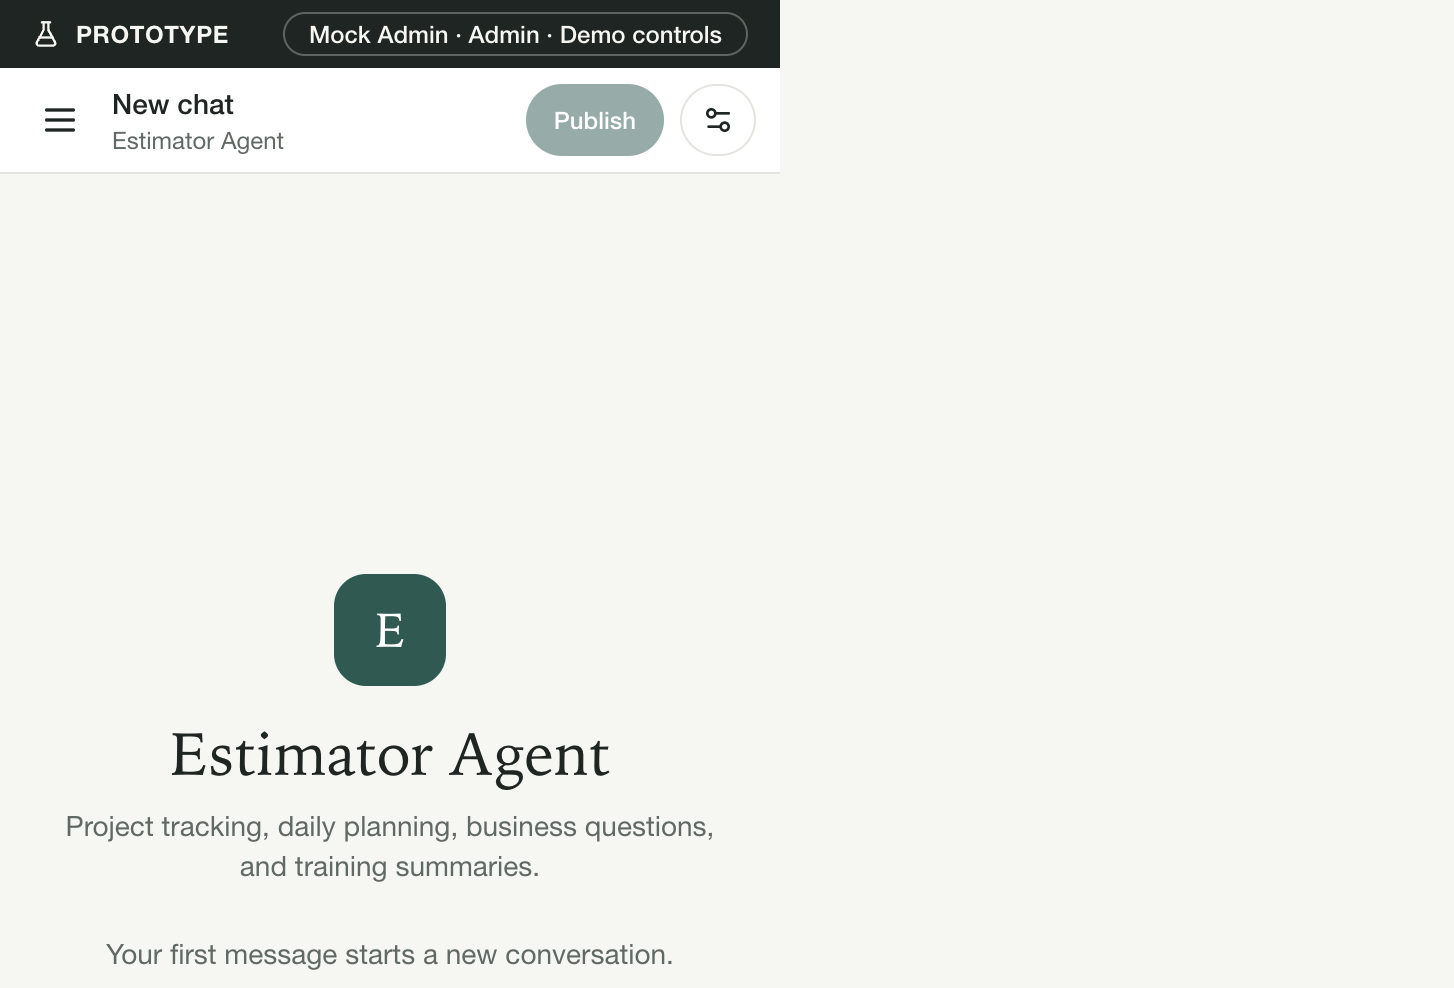 PROTOTYPE
Mock Admin · Admin · Demo controls
New chat
Estimator Agent
Publish
E
Estimator Agent
Project tracking, daily planning, business questions,
and training summaries.
Your first message starts a new conversation.